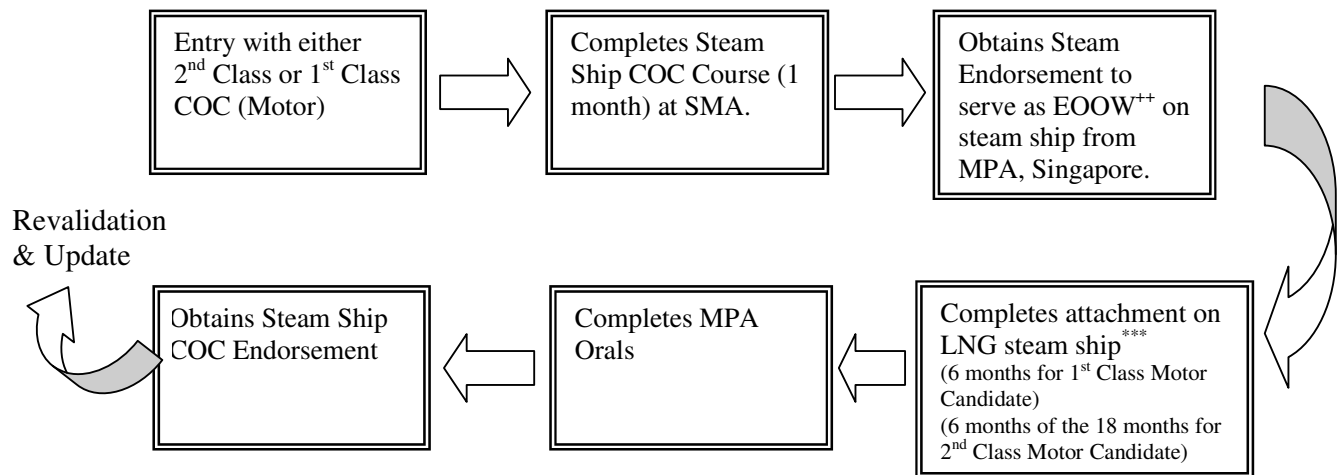 Entry with either
2nd Class or 1st Class
COC (Motor)
Completes Steam
Ship COC Course (1
month) at SMA.
Obtains Steam
Endorsement to
serve as EOOW++ on
steam ship from
MPA, Singapore.
Completes attachment on
LNG steam ship***
(6 months for 1st Class Motor
Candidate)
(6 months of the 18 months for
2nd Class Motor Candidate)
Completes MPA
Orals
Obtains Steam Ship
COC Endorsement
Revalidation
& Update